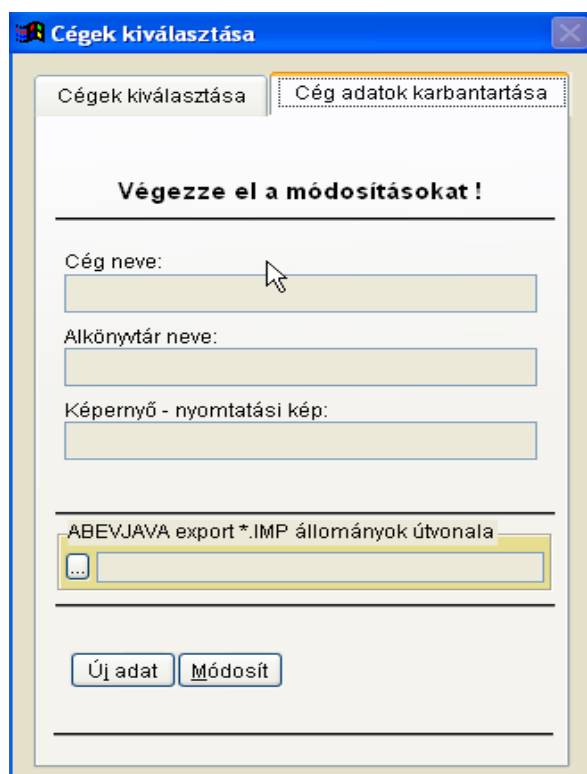 Cégek kiválasztása
Cégek kiválasztása
Cég adatok karbantartása
Végezze el a módosításokat !
Cég neve:
Alkönyvtár neve:
Képernyő - nyomtatási kép:
ABEVJAVA export *.IMP állományok útvonala
...
Új adat
Módosít